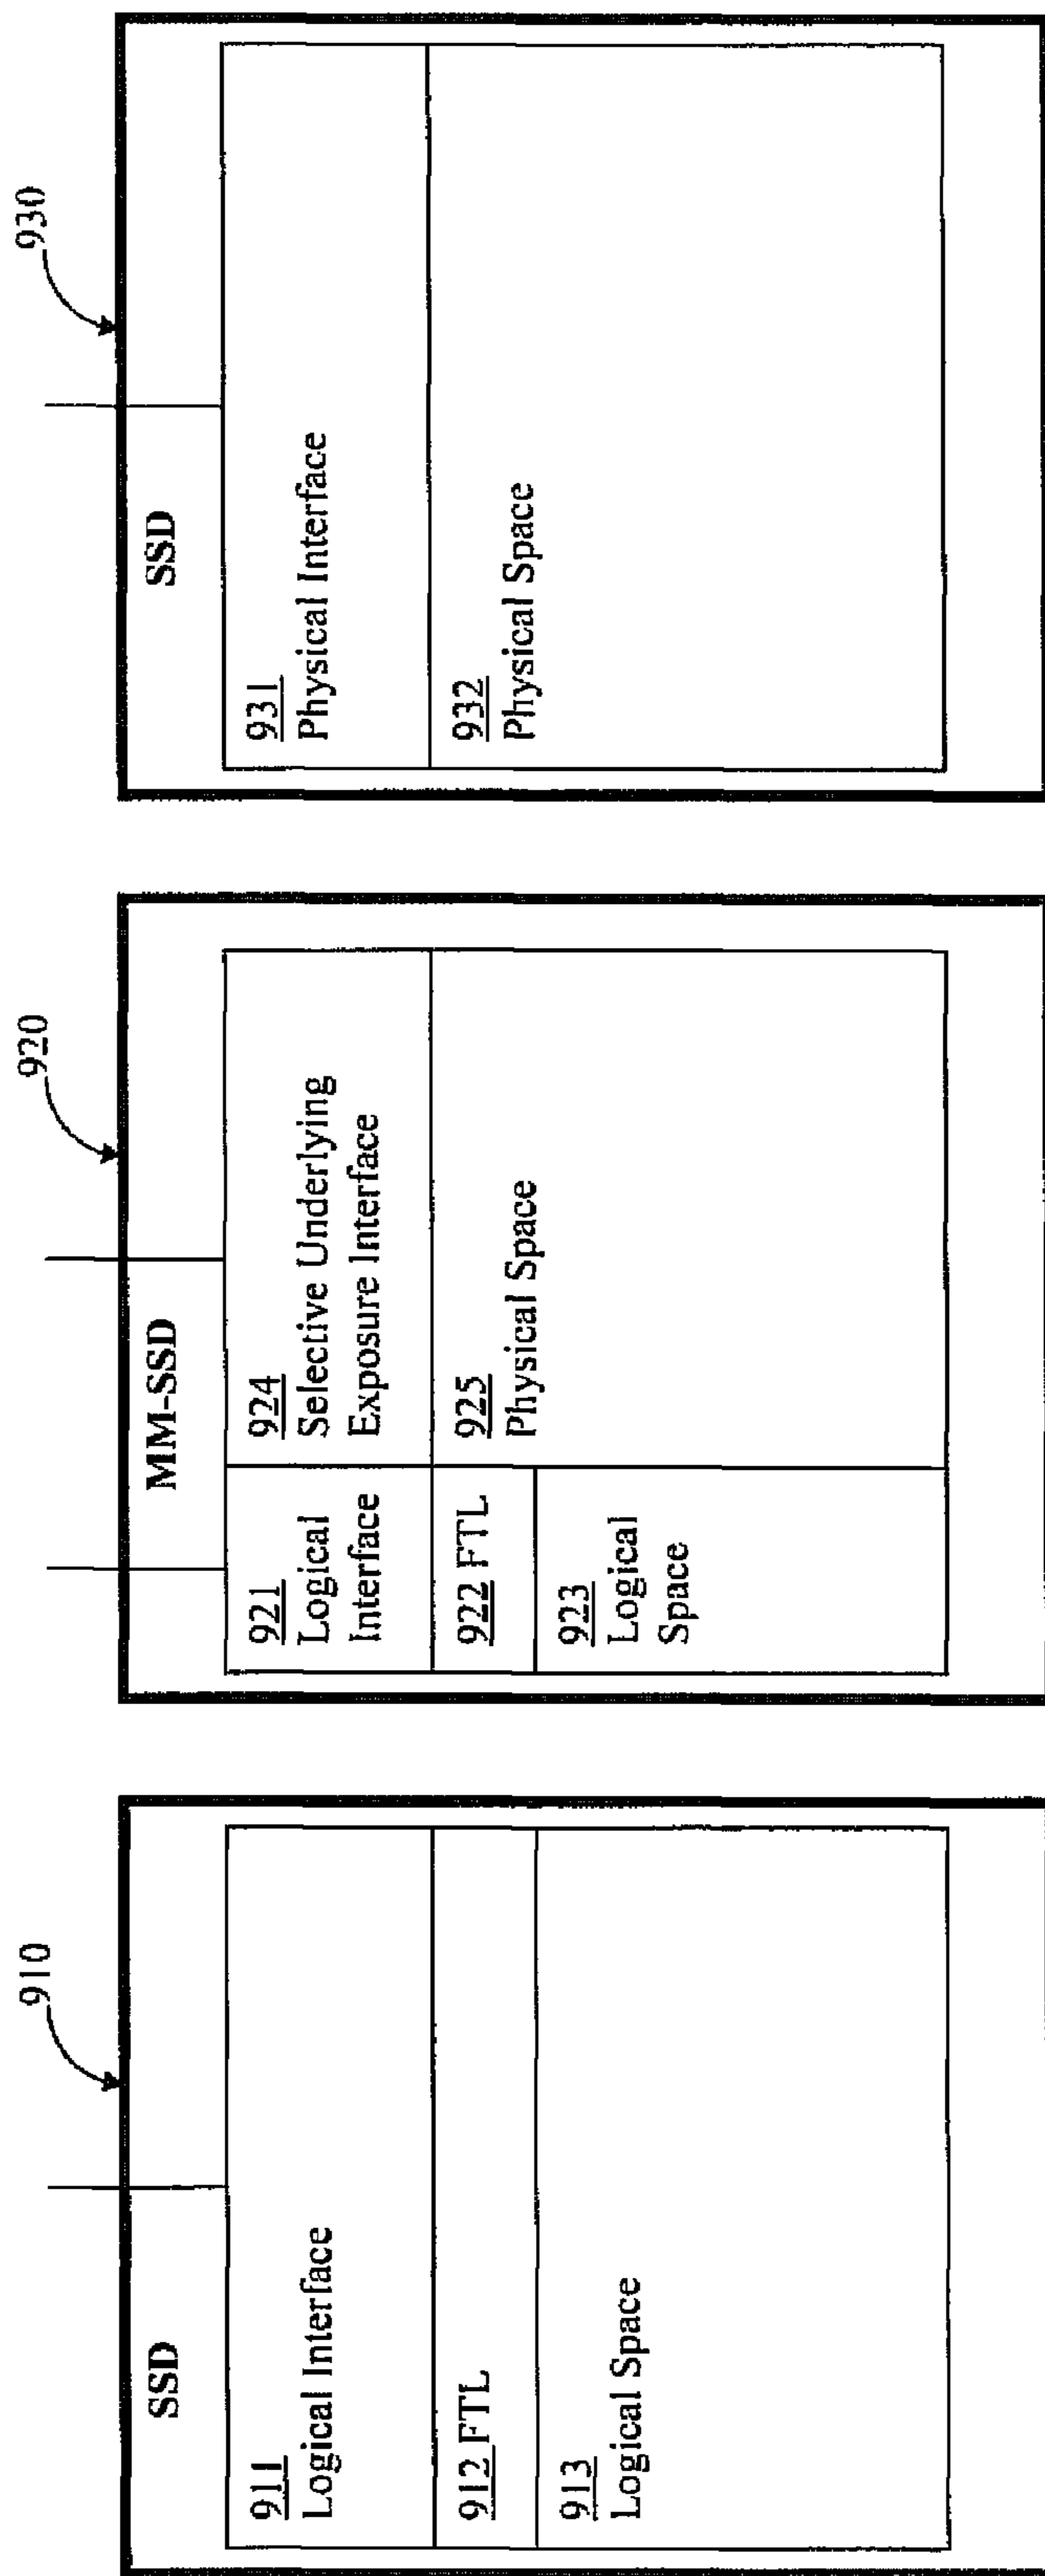 910
SSD
911
Logical Interface
912 FTL
913
Logical Space
920
MM-SSD
921
Logical
Interface
922 FTL
923
Logical
Space
924
Selective Underlying
Exposure Interface
925
Physical Space
930
SSD
931
Physical Interface
932
Physical Space